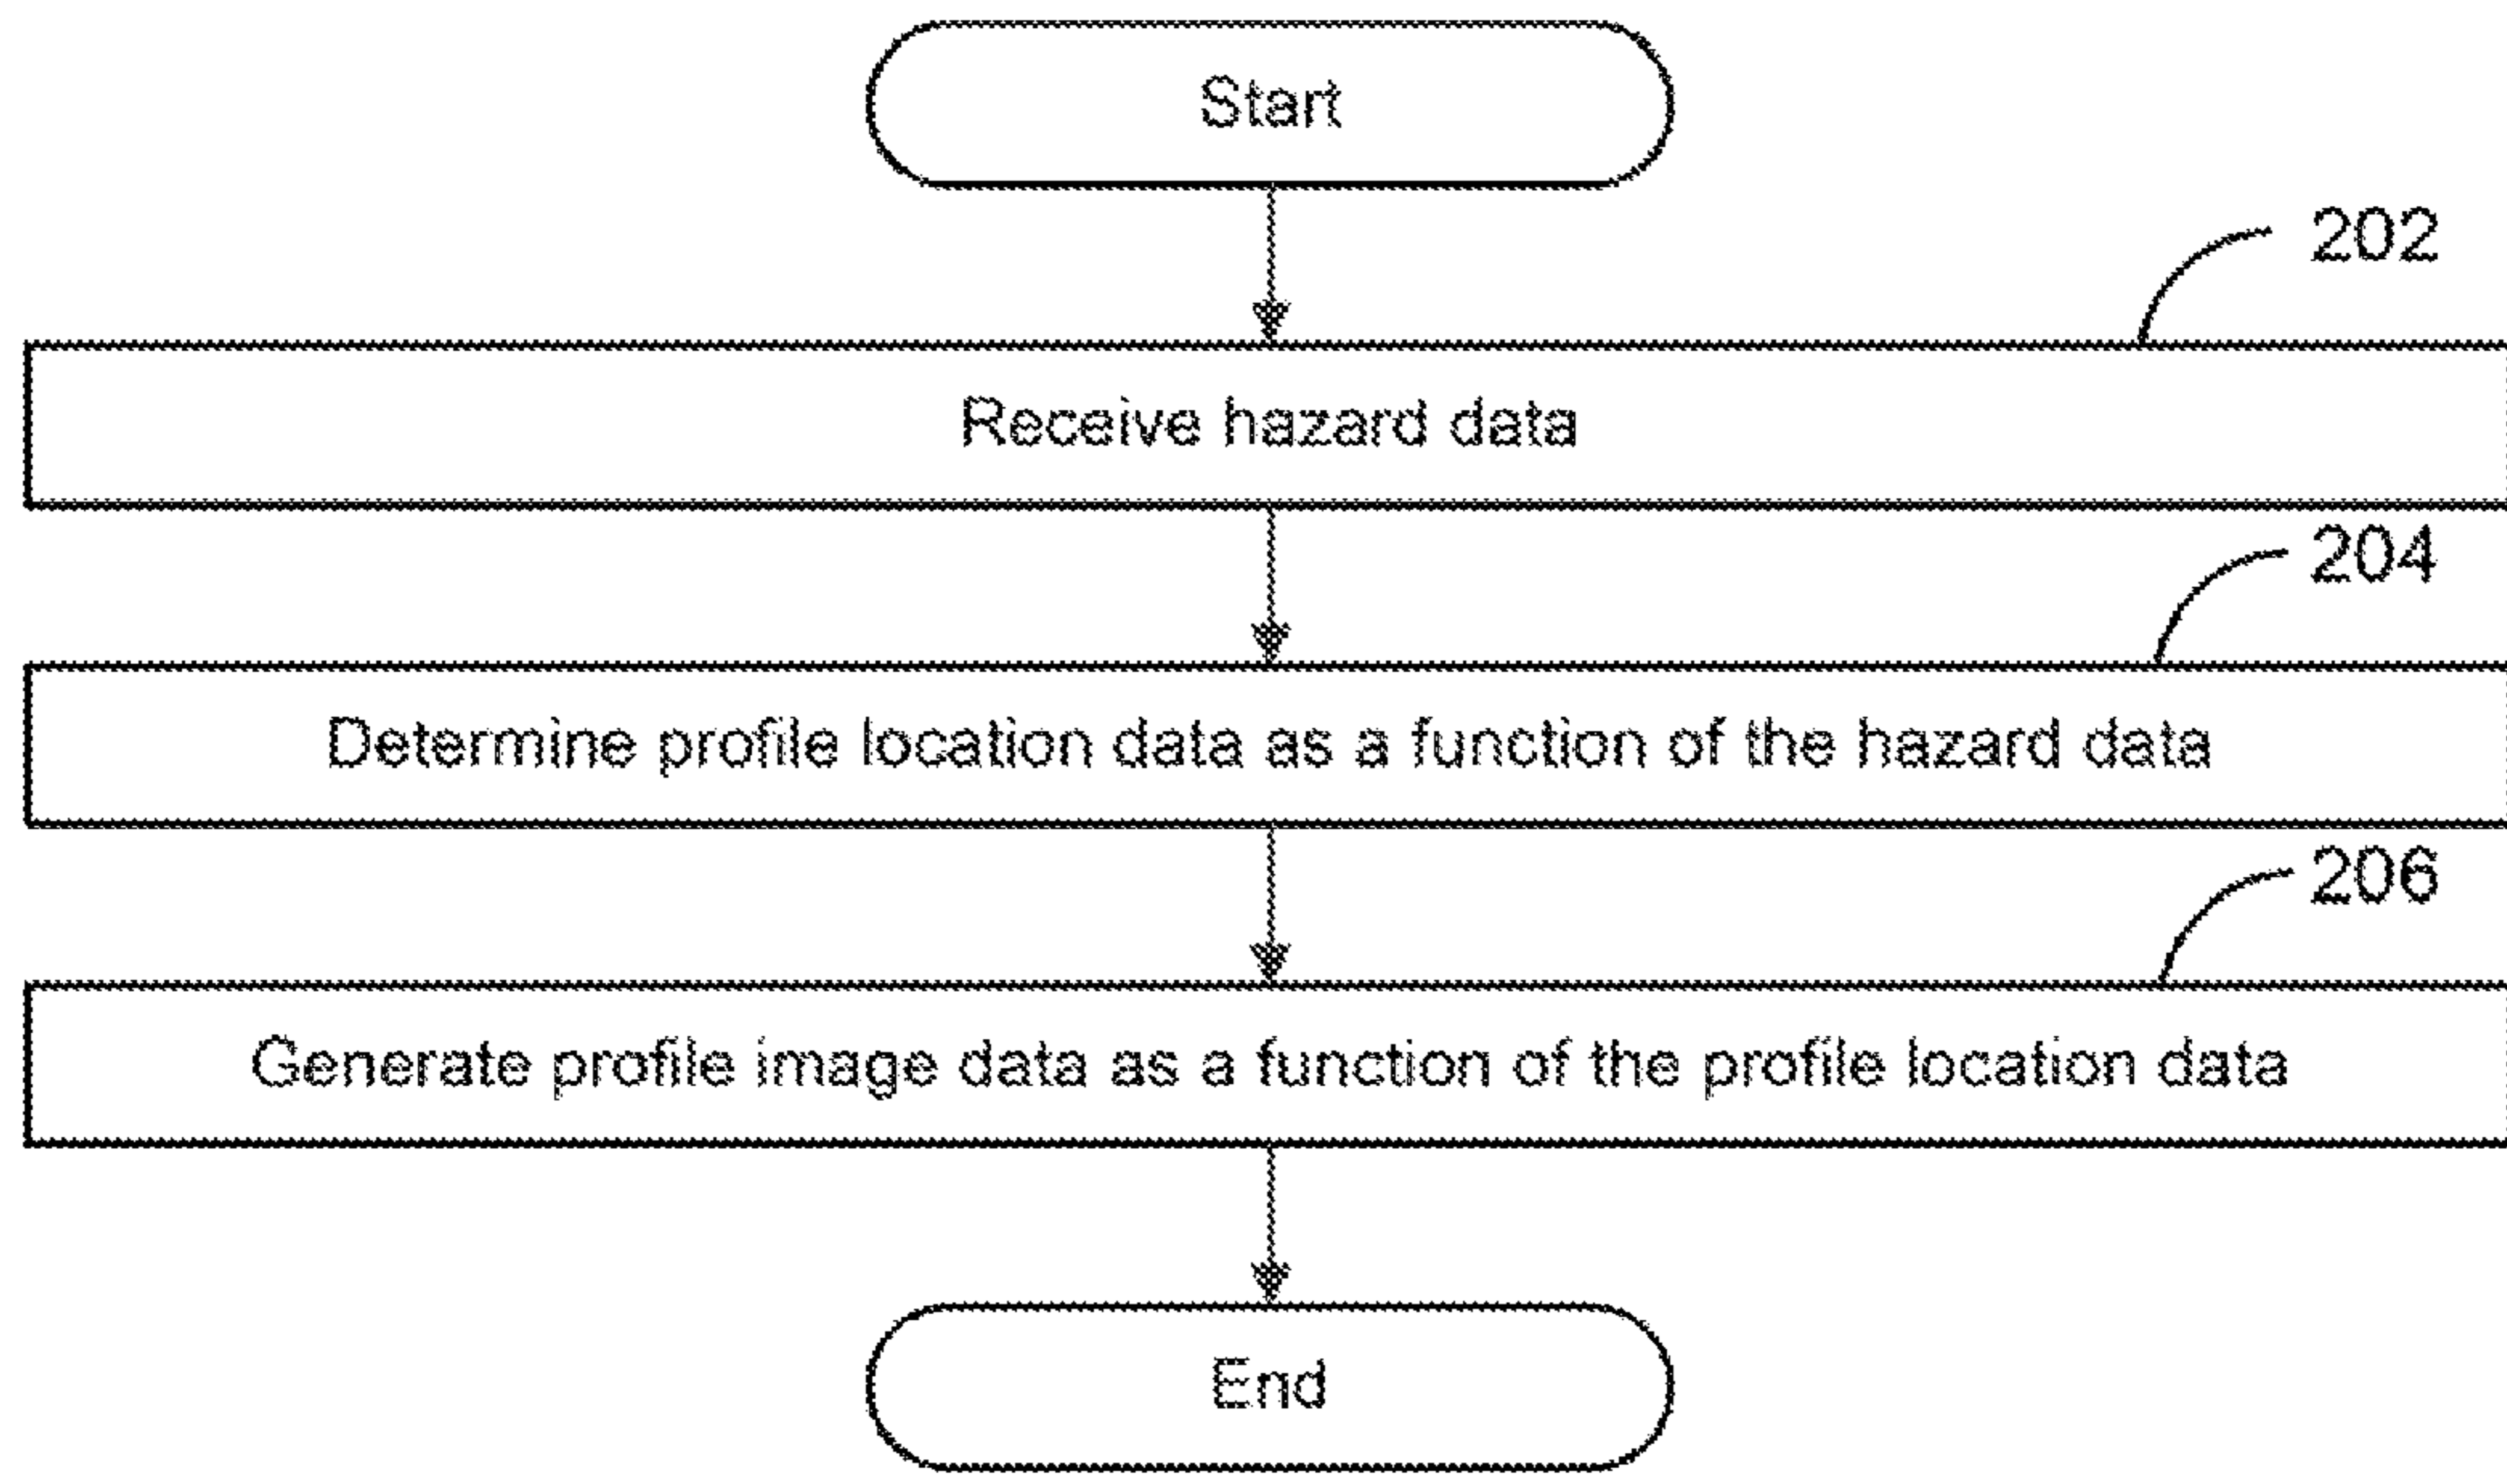 Start
202
Receive hazard data
204
Determine profile location data as a function of the hazard data
206
Generate profile image data as a function of the profile location data
End